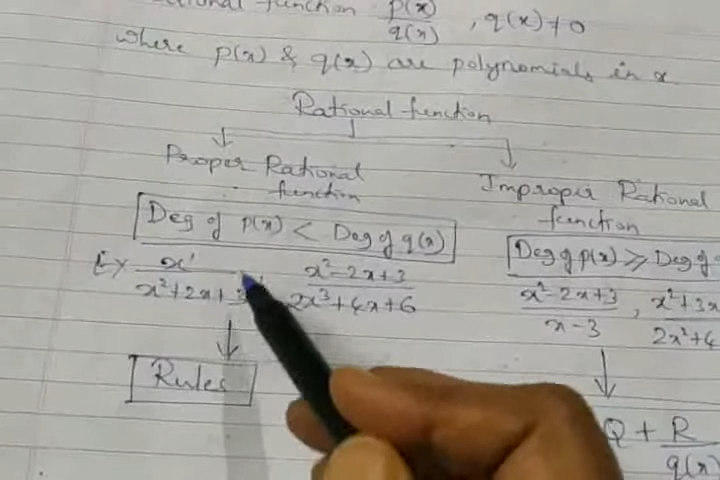 function p(x)/q(x) , q(x) ≠ 0
where p(x) & q(x) are polynomials in x
Rational function
Proper Rational function
Deg of p(x) < Deg of q(x)
Ex x'/x²+2x+3 , x²-2x+3/2x³+4x+6
Rules
Improper Rational function
Deg of p(x) ≥ Deg of
x²-2x+3/x-3 , x²+3x/2x²+4
Q + R/q(x)